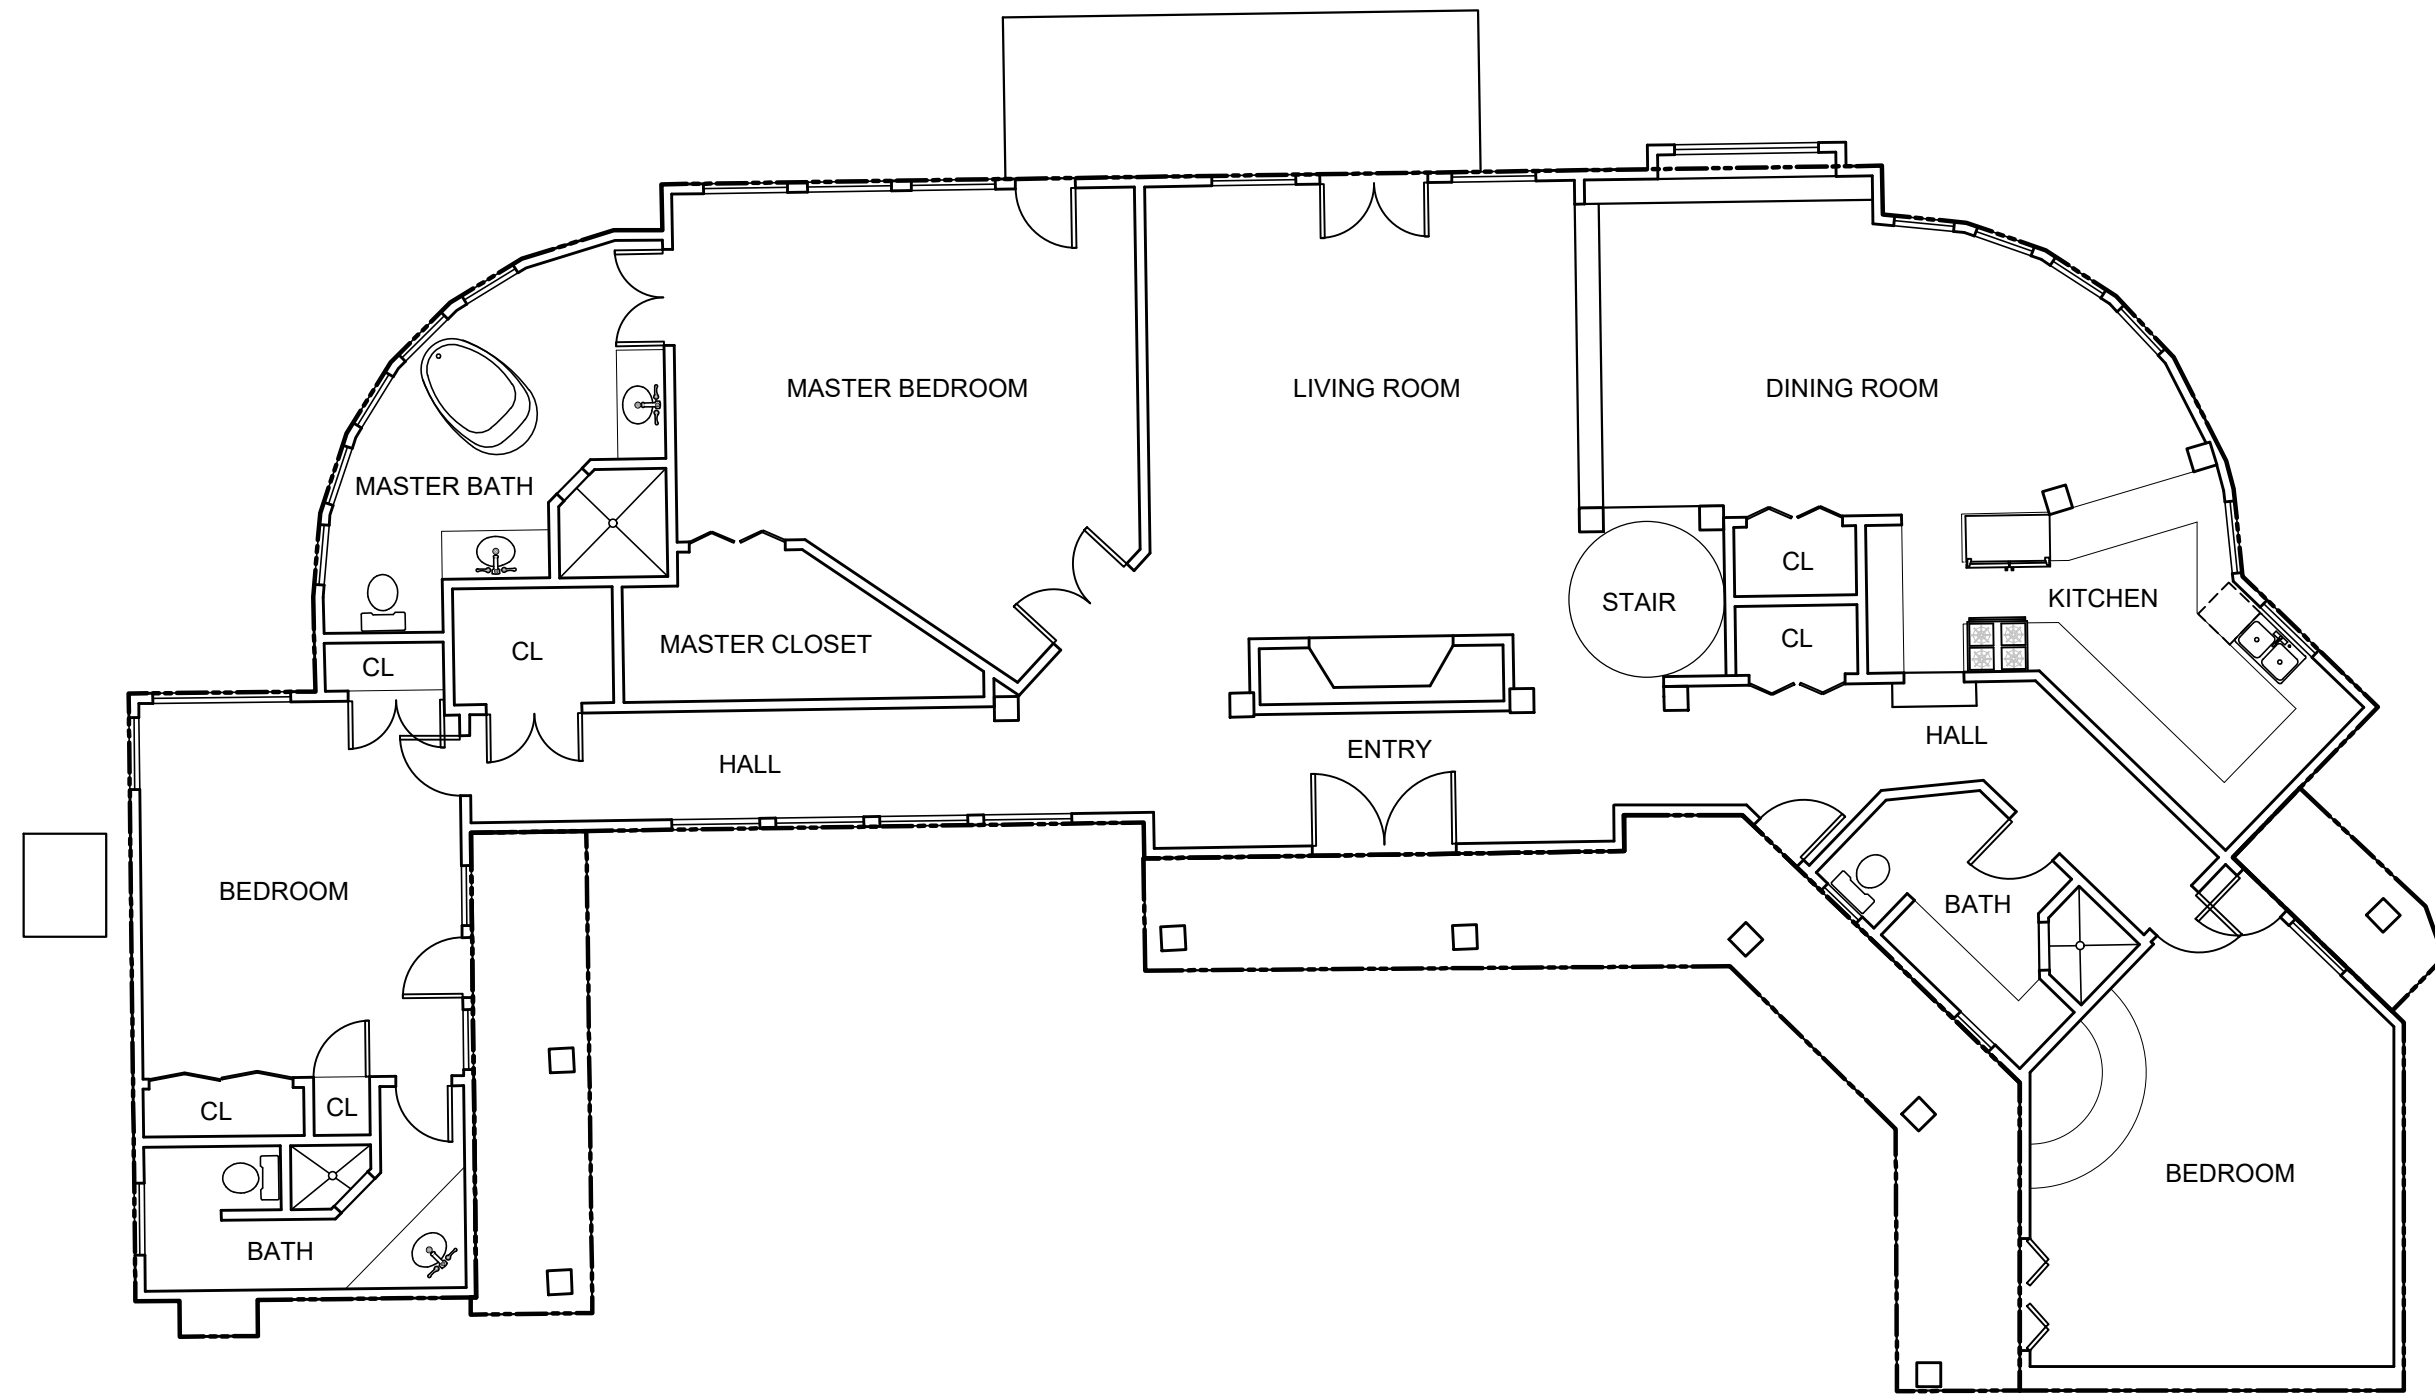 MASTER BEDROOM
LIVING ROOM
DINING ROOM
MASTER BATH
CL
STAIR
KITCHEN
CL
MASTER CLOSET
CL
CL
HALL
ENTRY
HALL
BEDROOM
BATH
CL
CL
BEDROOM
BATH